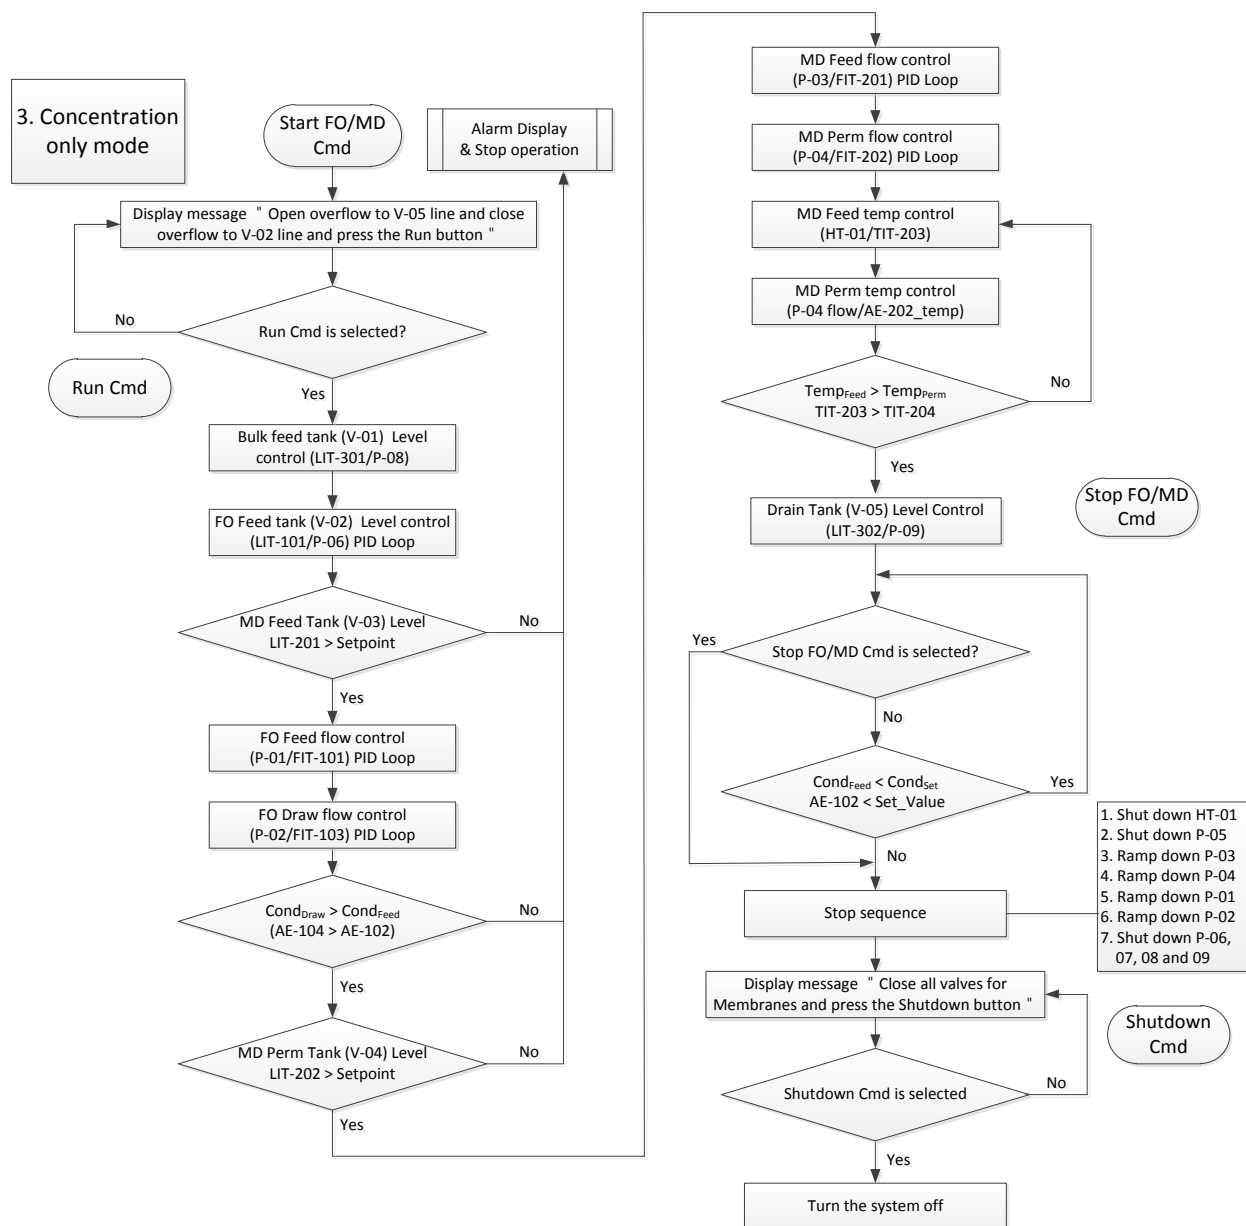 3. Concentration
only mode
Start FO/MD
Cmd
Alarm Display
& Stop operation
Display message " Open overflow to V-05 line and close
overflow to V-02 line and press the Run button "
Run Cmd is selected?
No
Yes
Run Cmd
Bulk feed tank (V-01) Level
control (LIT-301/P-08)
FO Feed tank (V-02) Level control
(LIT-101/P-06) PID Loop
MD Feed Tank (V-03) Level
LIT-201 > Setpoint
No
Yes
FO Feed flow control
(P-01/FIT-101) PID Loop
FO Draw flow control
(P-02/FIT-103) PID Loop
CondDraw > CondFeed
(AE-104 > AE-102)
No
Yes
MD Perm Tank (V-04) Level
LIT-202 > Setpoint
No
Yes
MD Feed flow control
(P-03/FIT-201) PID Loop
MD Perm flow control
(P-04/FIT-202) PID Loop
MD Feed temp control
(HT-01/TIT-203)
MD Perm temp control
(P-04 flow/AE-202_temp)
TempFeed > TempPerm
TIT-203 > TIT-204
No
Yes
Drain Tank (V-05) Level Control
(LIT-302/P-09)
Stop FO/MD
Cmd
Stop FO/MD Cmd is selected?
Yes
No
CondFeed < CondSet
AE-102 < Set_Value
Yes
No
Stop sequence
1. Shut down HT-01
2. Shut down P-05
3. Ramp down P-03
4. Ramp down P-04
5. Ramp down P-01
6. Ramp down P-02
7. Shut down P-06,
07, 08 and 09
Display message " Close all valves for
Membranes and press the Shutdown button "
Shutdown
Cmd
Shutdown Cmd is selected
No
Yes
Turn the system off